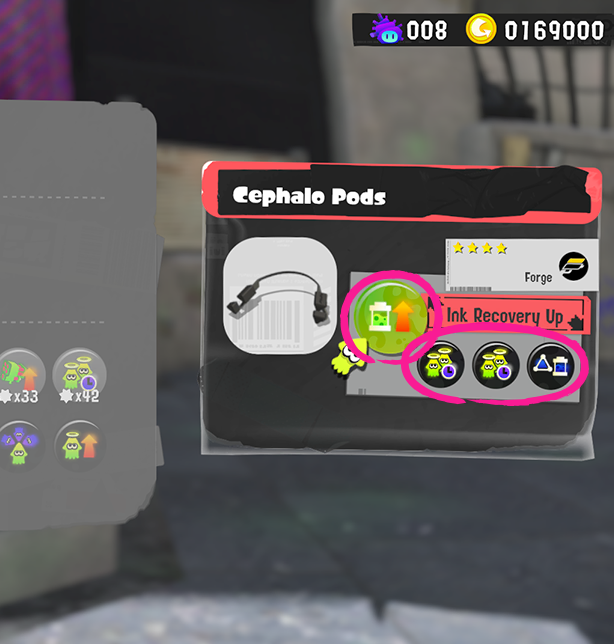 008 0169000
Cephalo Pods
Forge
Ink Recovery Up
x33 x42